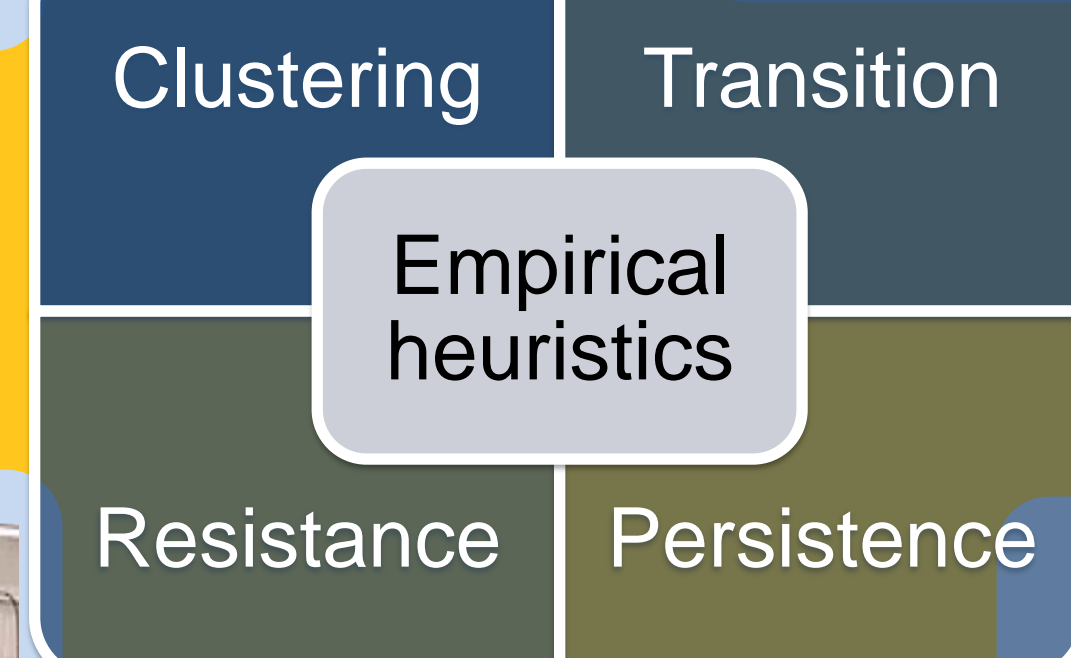 Clustering
Transition
Empirical
heuristics
Resistance
Persistence